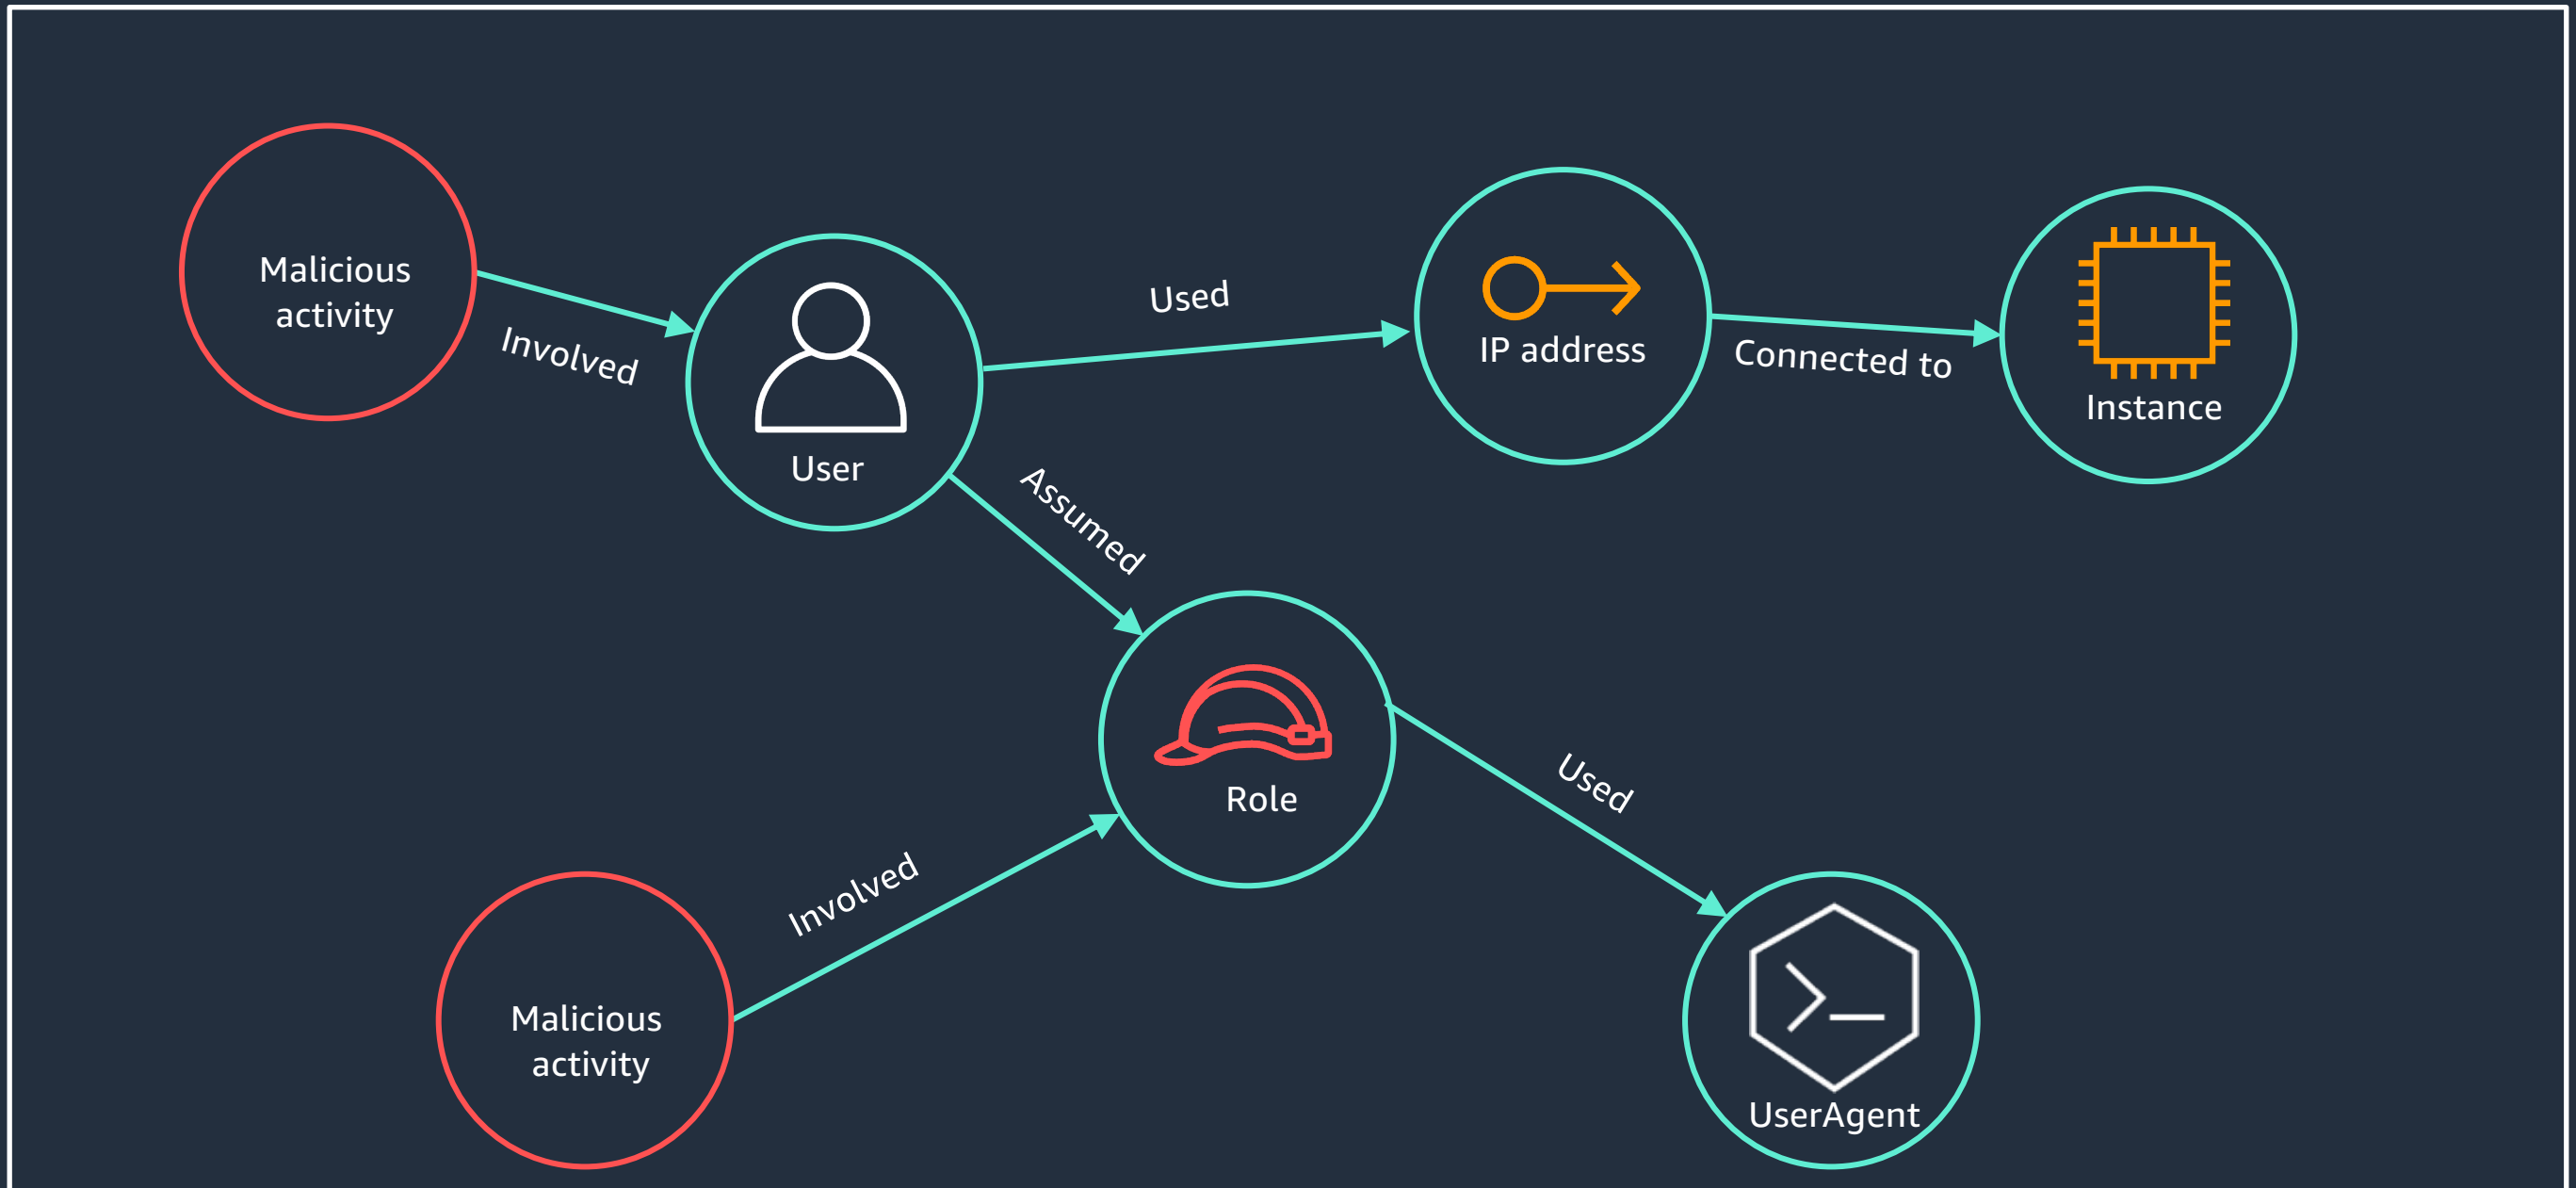 Malicious
activity
Involved
User
Used
IP address
Connected to
Instance
Assumed
Role
Used
Involved
Malicious
activity
UserAgent